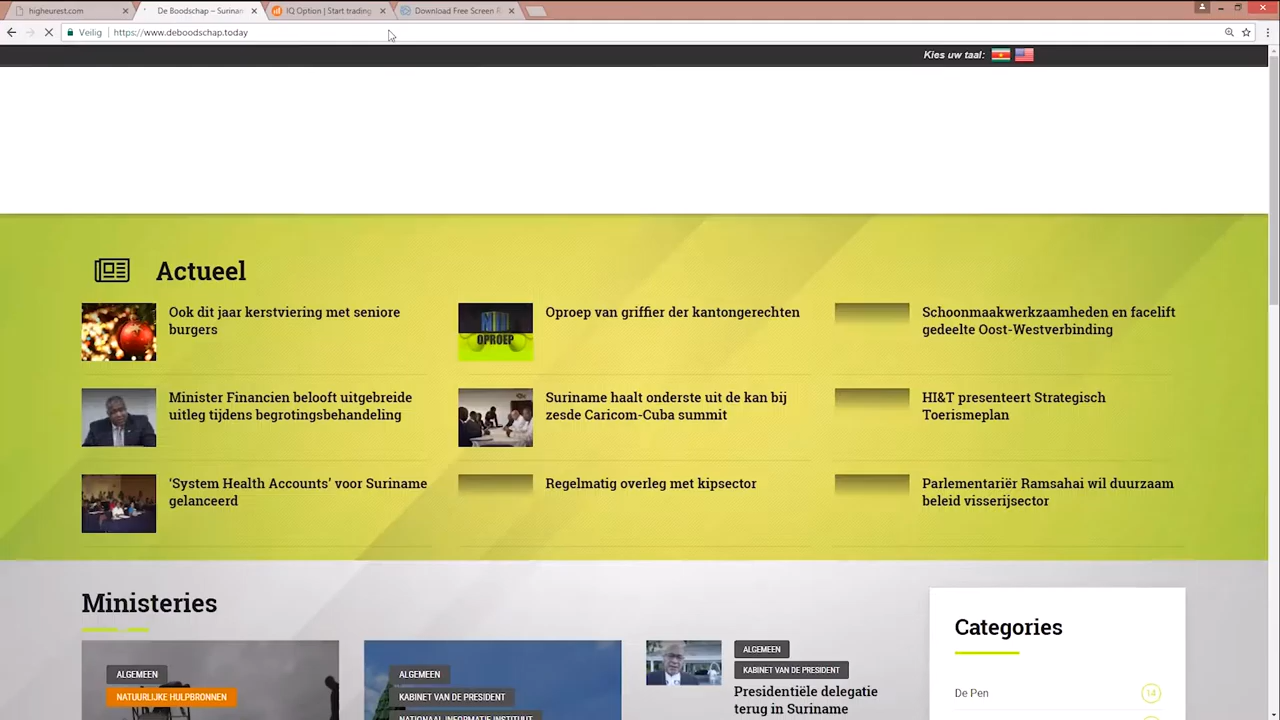 higheurest.com
De Boodschap – Surinam
IQ Option | Start trading
Download Free Screen R
Veilig
https://www.deboodschap.today
Kies uw taal:
Actueel
Ook dit jaar kerstviering met seniore
burgers
OPROEP
Oproep van griffier der kantongerechten
Schoonmaakwerkzaamheden en facelift
gedeelte Oost-Westverbinding
Minister Financien belooft uitgebreide
uitleg tijdens begrotingsbehandeling
Suriname haalt onderste uit de kan bij
zesde Caricom-Cuba summit
HI&T presenteert Strategisch
Toerismeplan
‘System Health Accounts’ voor Suriname
gelanceerd
Regelmatig overleg met kipsector
Parlementariër Ramsahai wil duurzaam
beleid visserijsector
Ministeries
ALGEMEEN
NATUURLIJKE HULPBRONNEN
ALGEMEEN
KABINET VAN DE PRESIDENT
NATIONAAL INFORMATIE INSTITUUT
ALGEMEEN
KABINET VAN DE PRESIDENT
Presidentiële delegatie
terug in Suriname
Categories
De Pen
14